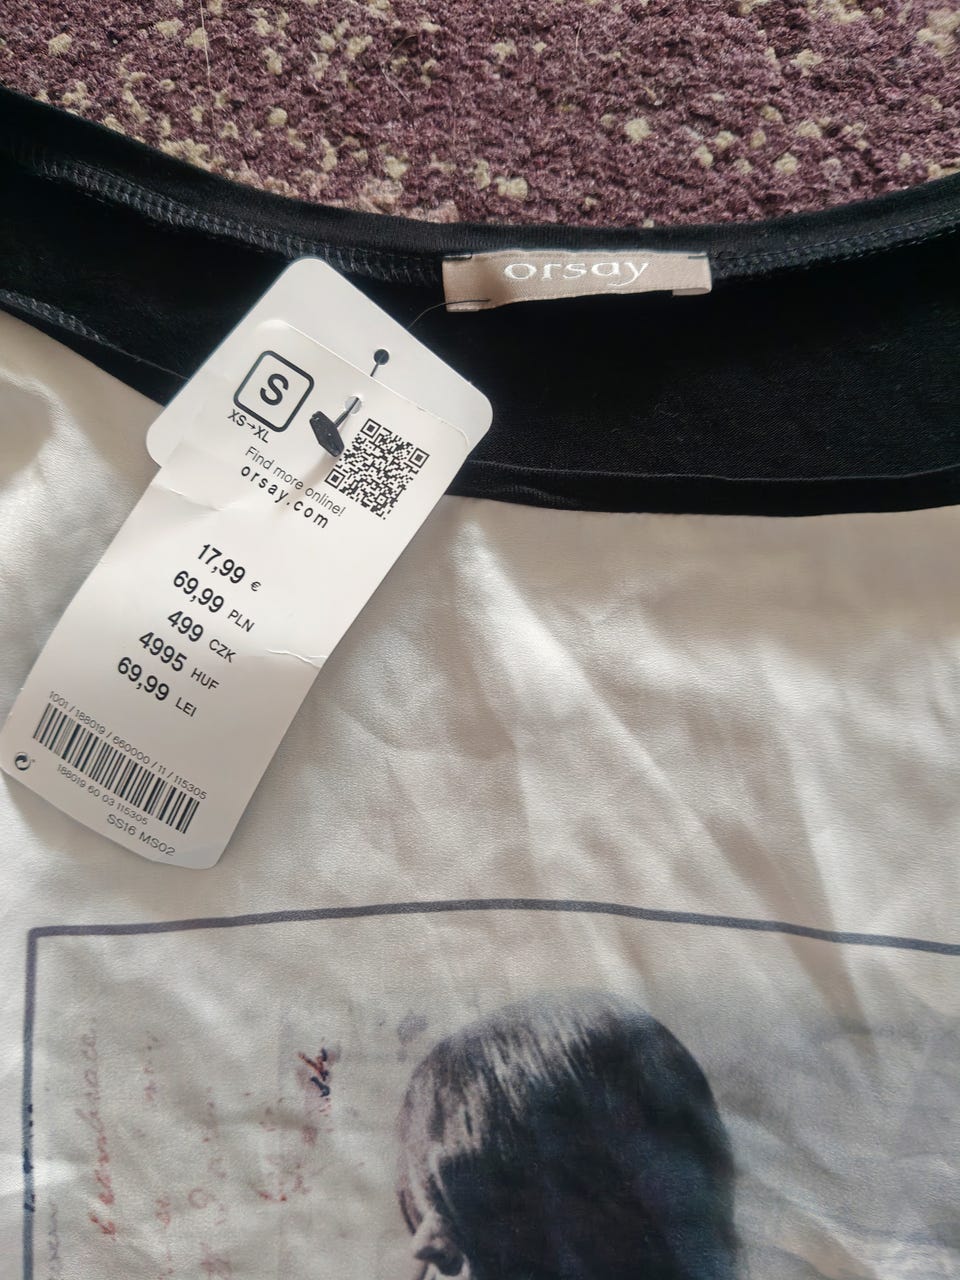 orsay
S
XS→XL
Find more online!
orsay.com
17,99 €
69,99 PLN
499 CZK
4995 HUF
69,99 LEI
1001 / 188019 / 660000 / 11 / 115305
188019 60 03 115305
SS16 MS02